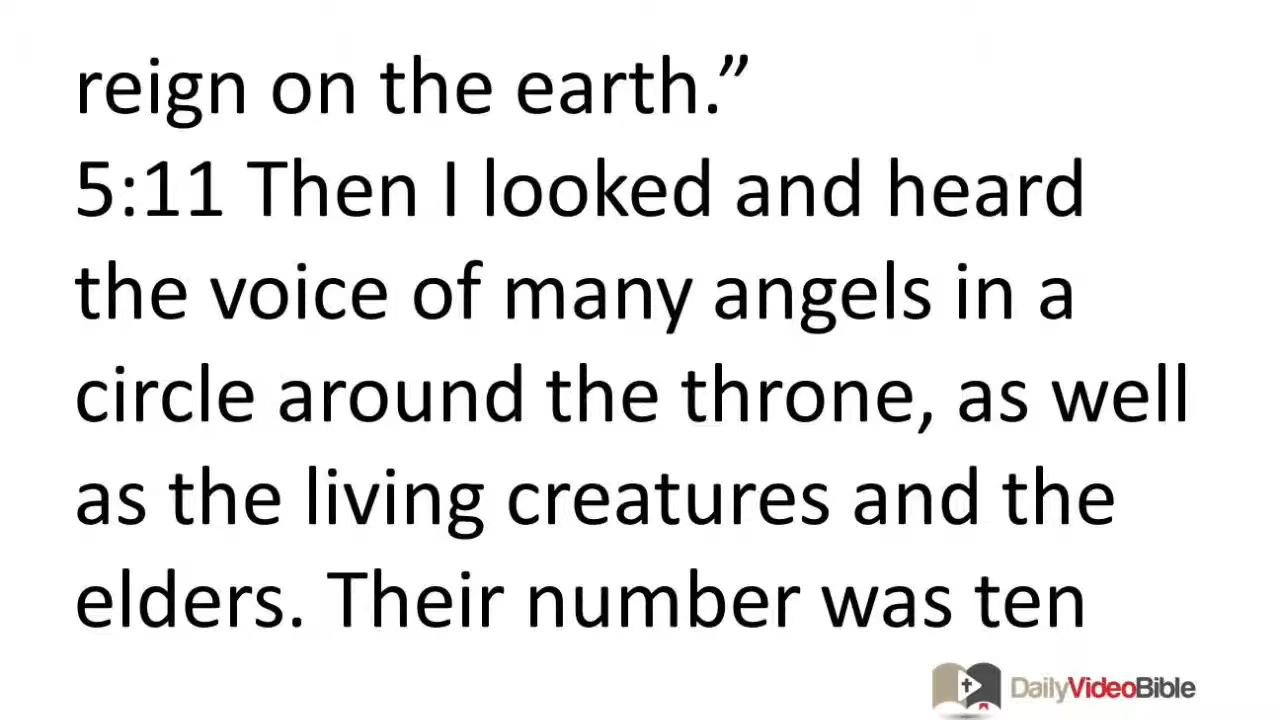 reign on the earth.”
5:11 Then I looked and heard
the voice of many angels in a
circle around the throne, as well
as the living creatures and the
elders. Their number was ten
DailyVideoBible